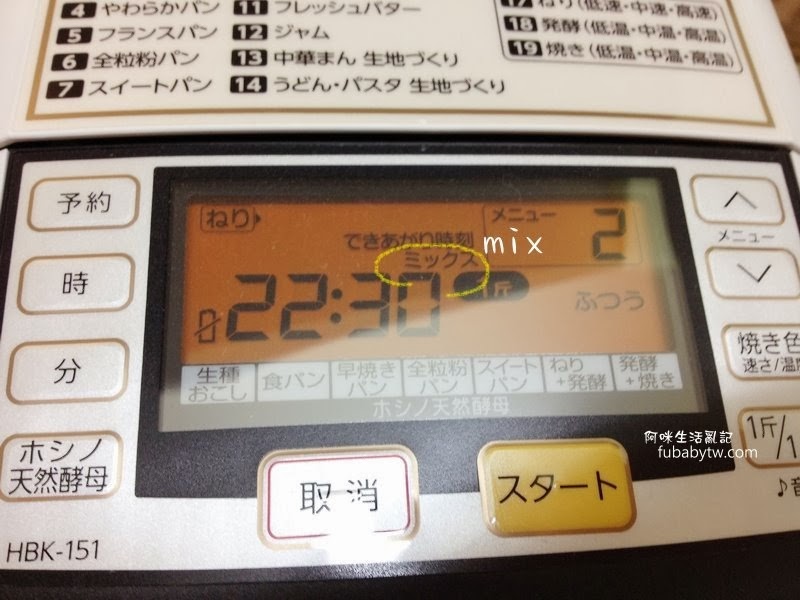 4 やわらかパン 11 フレッシュバター
5 フランスパン 12 ジャム
6 全粒粉パン 13 中華まん 生地づくり
7 スイートパン 14 うどん・パスタ 生地づくり
17 ねり(低速・中速・高速)
18 発酵(低温・中温・高温)
19 焼き(低温・中温・高温)
予約
時
分
ホシノ
天然酵母
ねり
できあがり時刻
ミックス
mix
メニュー 2
22:30
1斤
ふつう
生種おこし 食パン 早焼きパン 全粒粉パン スイートパン ねり+発酵 発酵+焼き
ホシノ天然酵母
メニュー
焼き色
速さ/温度
1斤/1
♪音
取消
スタート
阿咪生活亂記
fubabytw.com
HBK-151